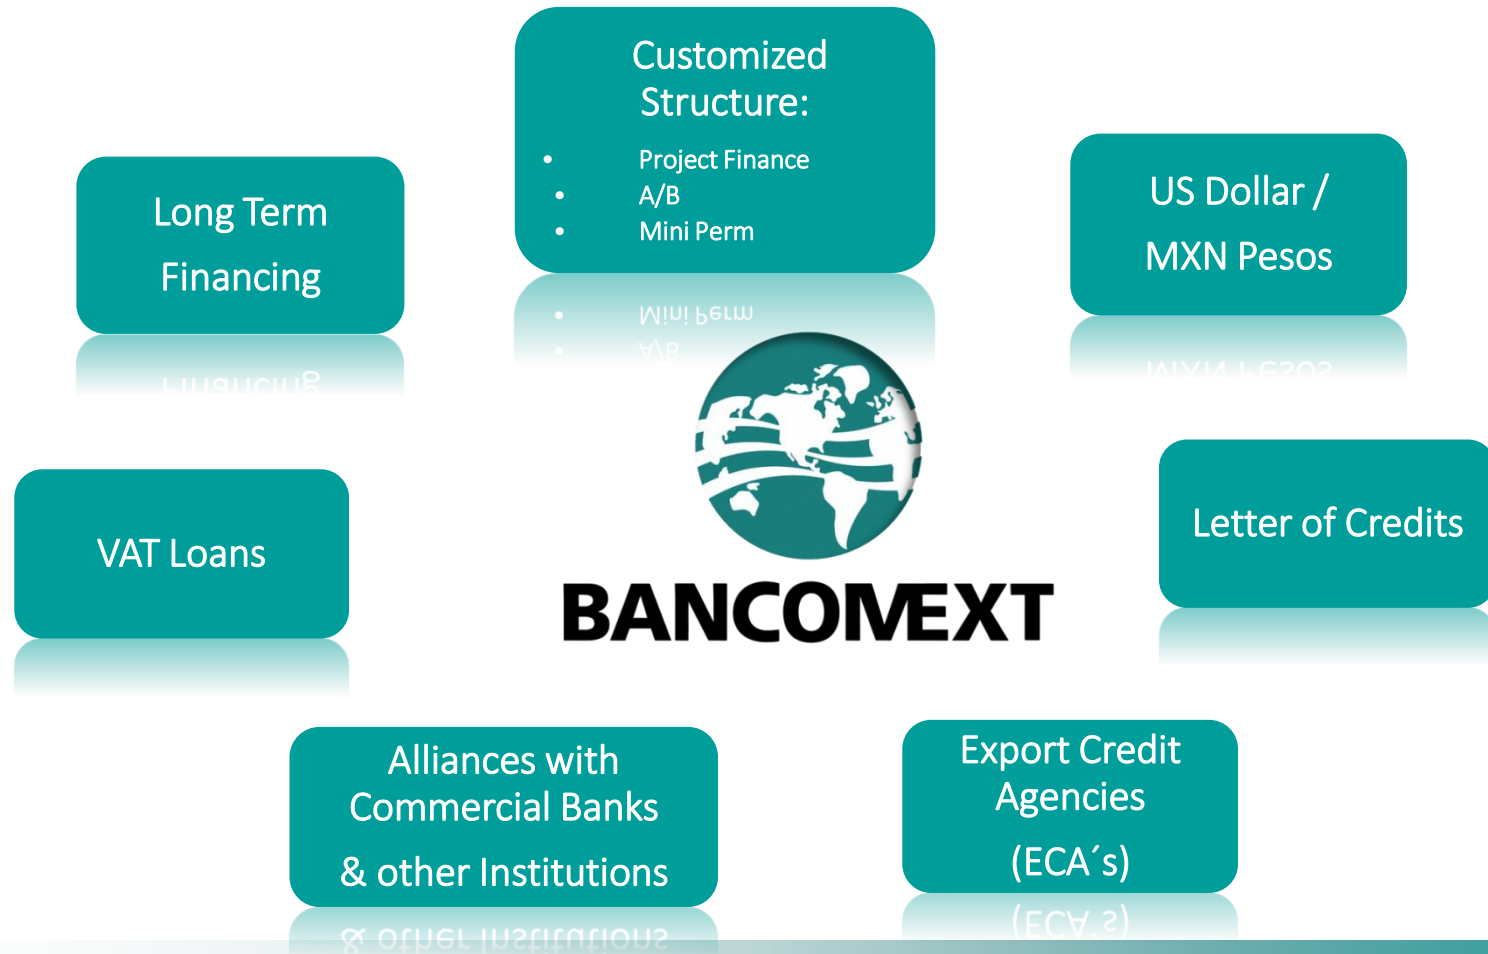 Customized
Structure:
• Project Finance
• A/B
• Mini Perm
Long Term
Financing
US Dollar /
MXN Pesos
VAT Loans
BANCOMEXT
Letter of Credits
Alliances with
Commercial Banks
& other Institutions
Export Credit
Agencies
(ECA´s)